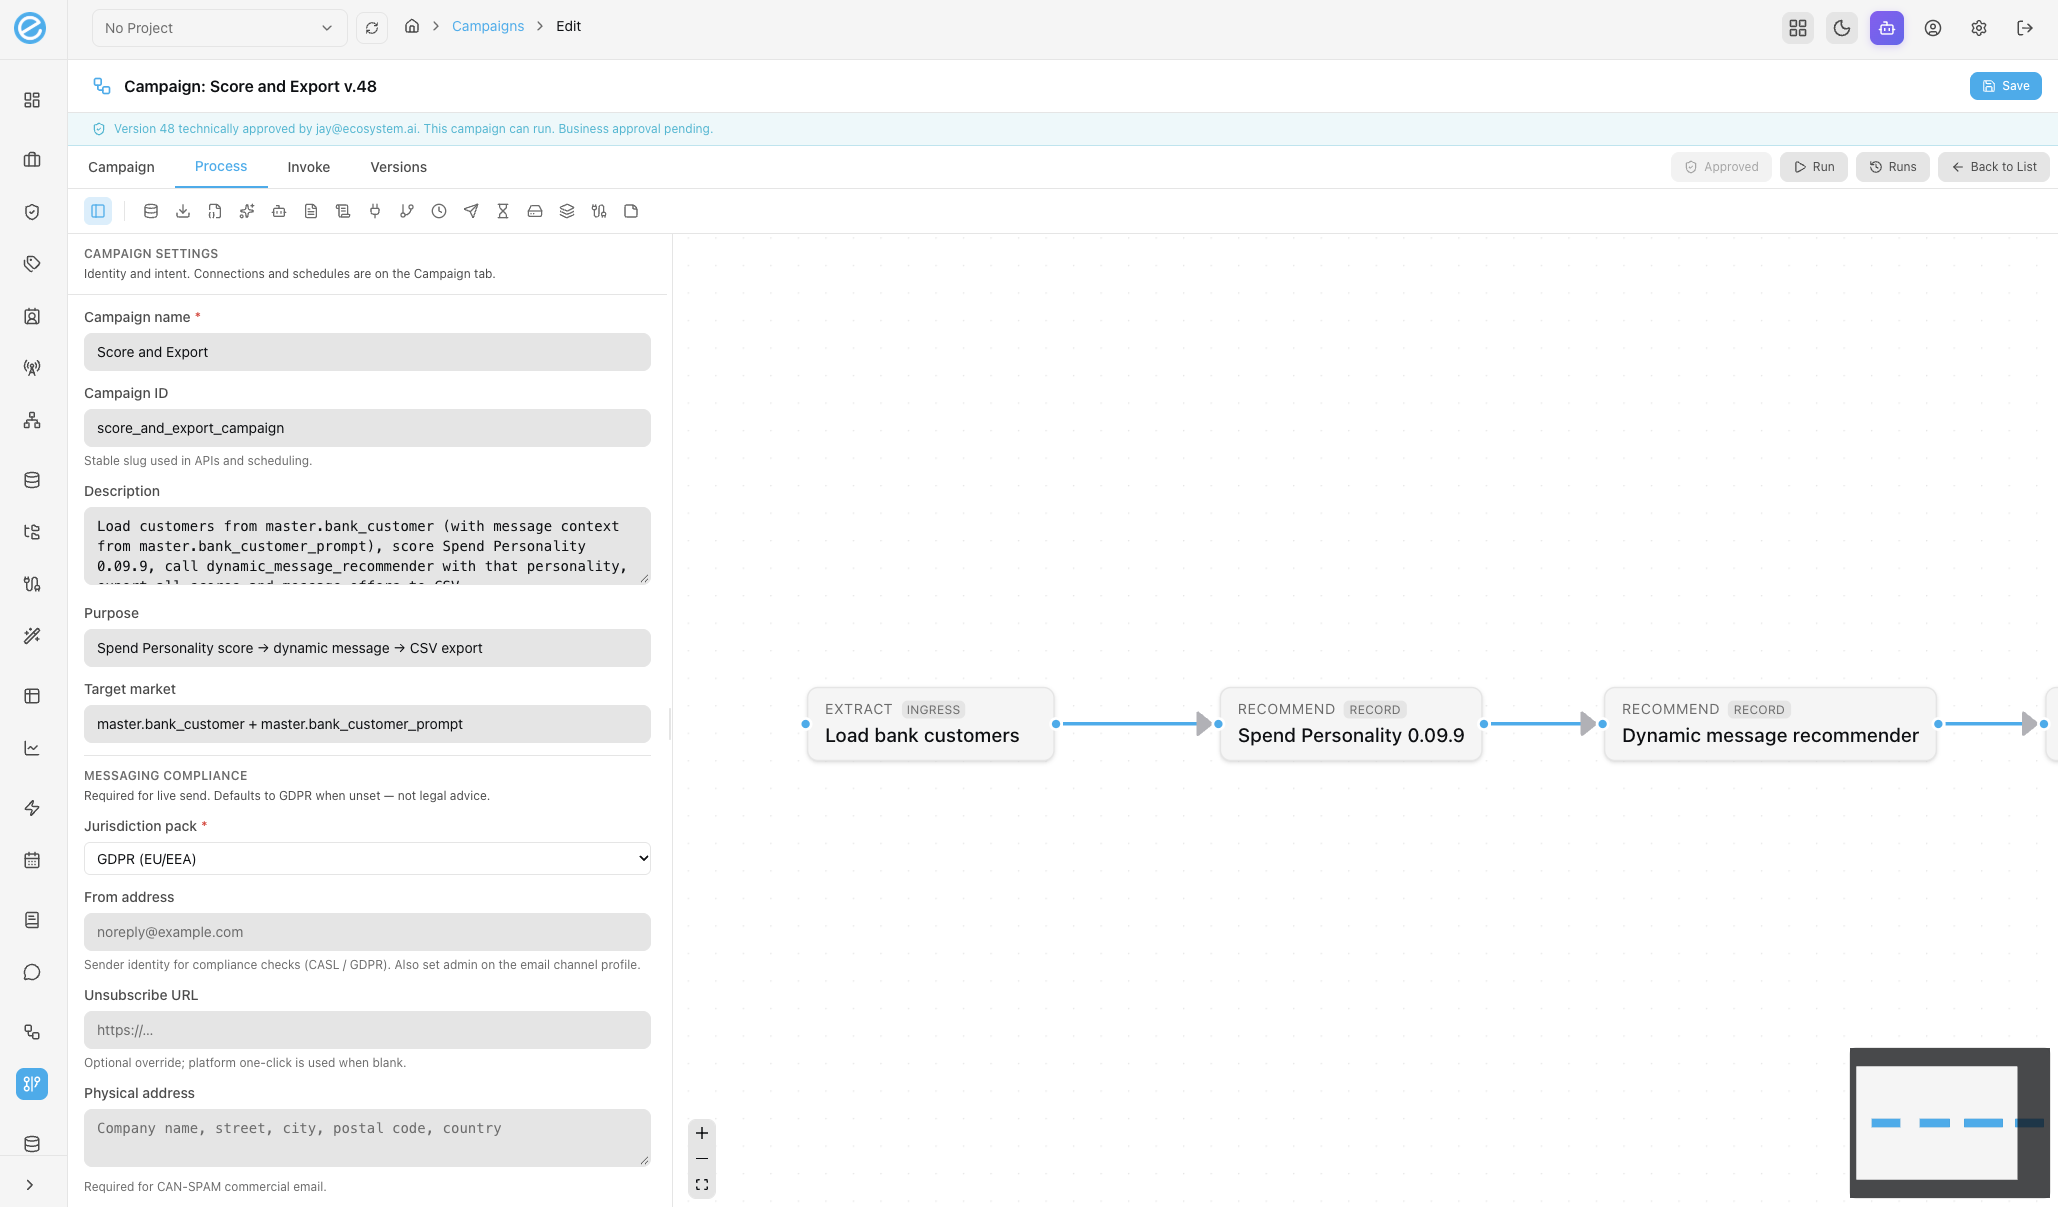 No Project
Campaigns
Edit
Campaign: Score and Export v.48
Save
Version 48 technically approved by jay@ecosystem.ai. This campaign can run. Business approval pending.
Campaign
Process
Invoke
Versions
Approved
Run
Runs
Back to List
CAMPAIGN SETTINGS
Identity and intent. Connections and schedules are on the Campaign tab.
Campaign name *
Score and Export
Campaign ID
score_and_export_campaign
Stable slug used in APIs and scheduling.
Description
Load customers from master.bank_customer (with message context
from master.bank_customer_prompt), score Spend Personality
0.09.9, call dynamic_message_recommender with that personality,
export all scores and message offers to CSV
Purpose
Spend Personality score → dynamic message → CSV export
Target market
master.bank_customer + master.bank_customer_prompt
MESSAGING COMPLIANCE
Required for live send. Defaults to GDPR when unset — not legal advice.
Jurisdiction pack *
GDPR (EU/EEA)
From address
noreply@example.com
Sender identity for compliance checks (CASL / GDPR). Also set admin on the email channel profile.
Unsubscribe URL
https://...
Optional override; platform one-click is used when blank.
Physical address
Company name, street, city, postal code, country
Required for CAN-SPAM commercial email.
EXTRACT INGRESS
Load bank customers
RECOMMEND RECORD
Spend Personality 0.09.9
RECOMMEND RECORD
Dynamic message recommender